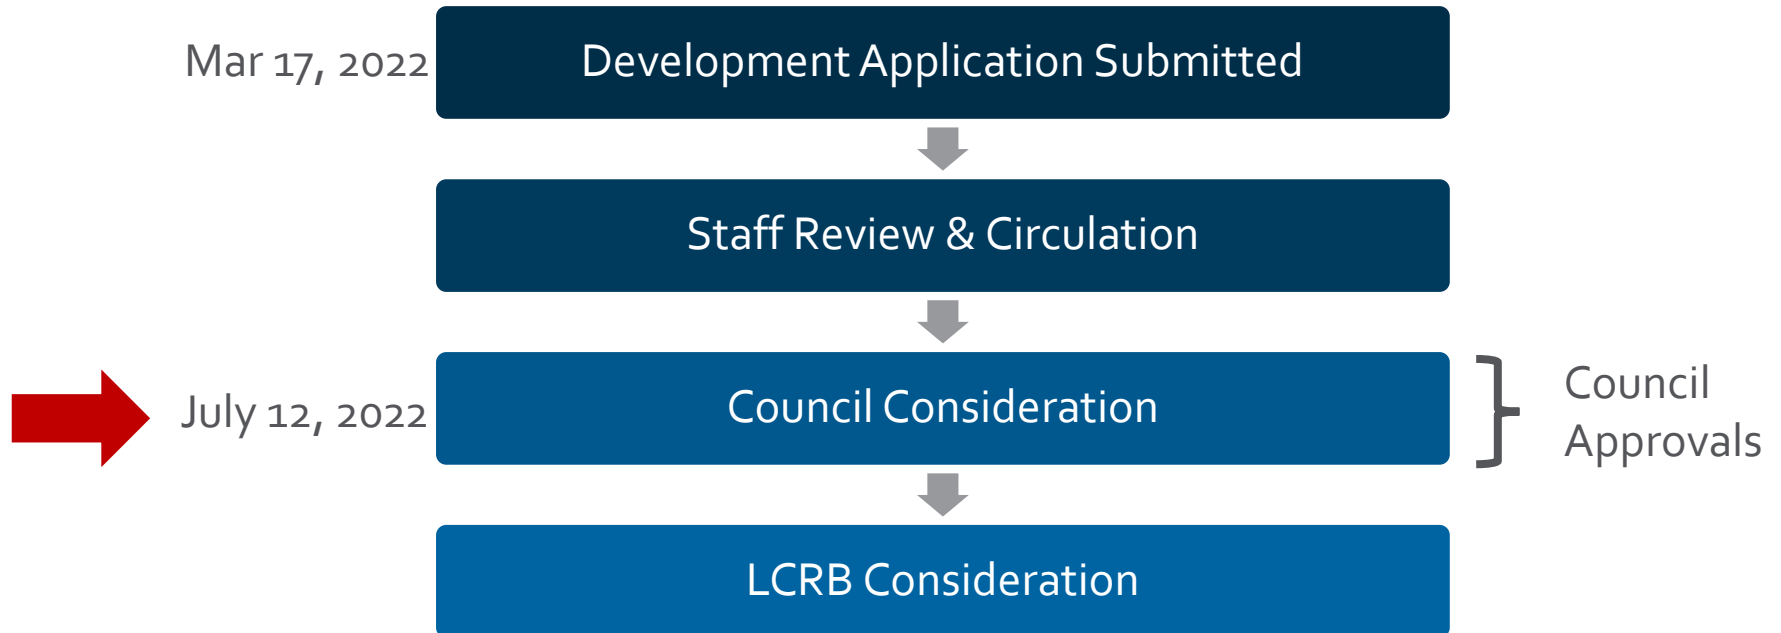 Mar 17, 2022
Development Application Submitted
Staff Review & Circulation
July 12, 2022
Council Consideration
Council
Approvals
LCRB Consideration